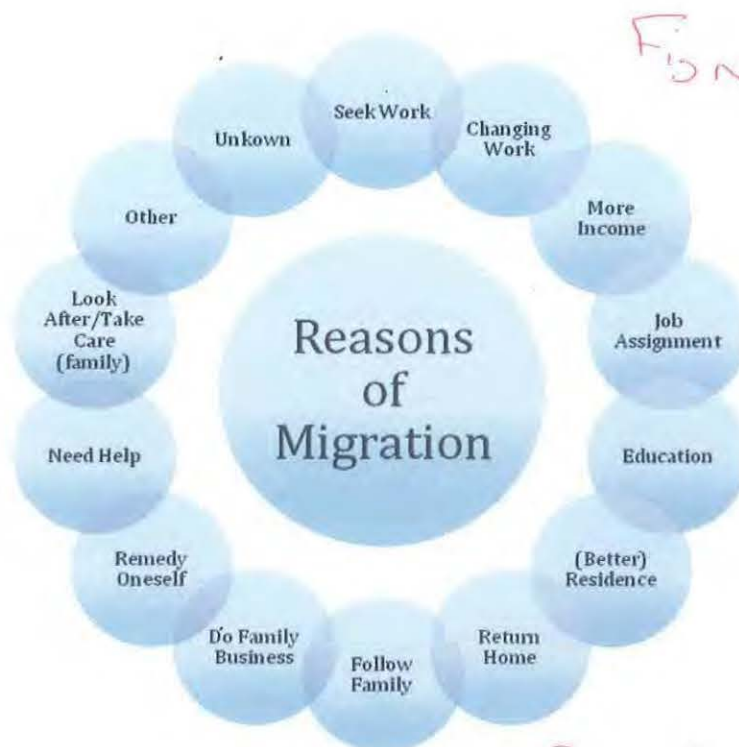 Seek Work
Changing
Work
More
Income
Job
Assignment
Education
(Better)
Residence
Return
Home
Follow
Family
Do Family
Business
Remedy
Oneself
Need Help
Look
After/Take
Care
(family)
Other
Unkown
Reasons
of
Migration